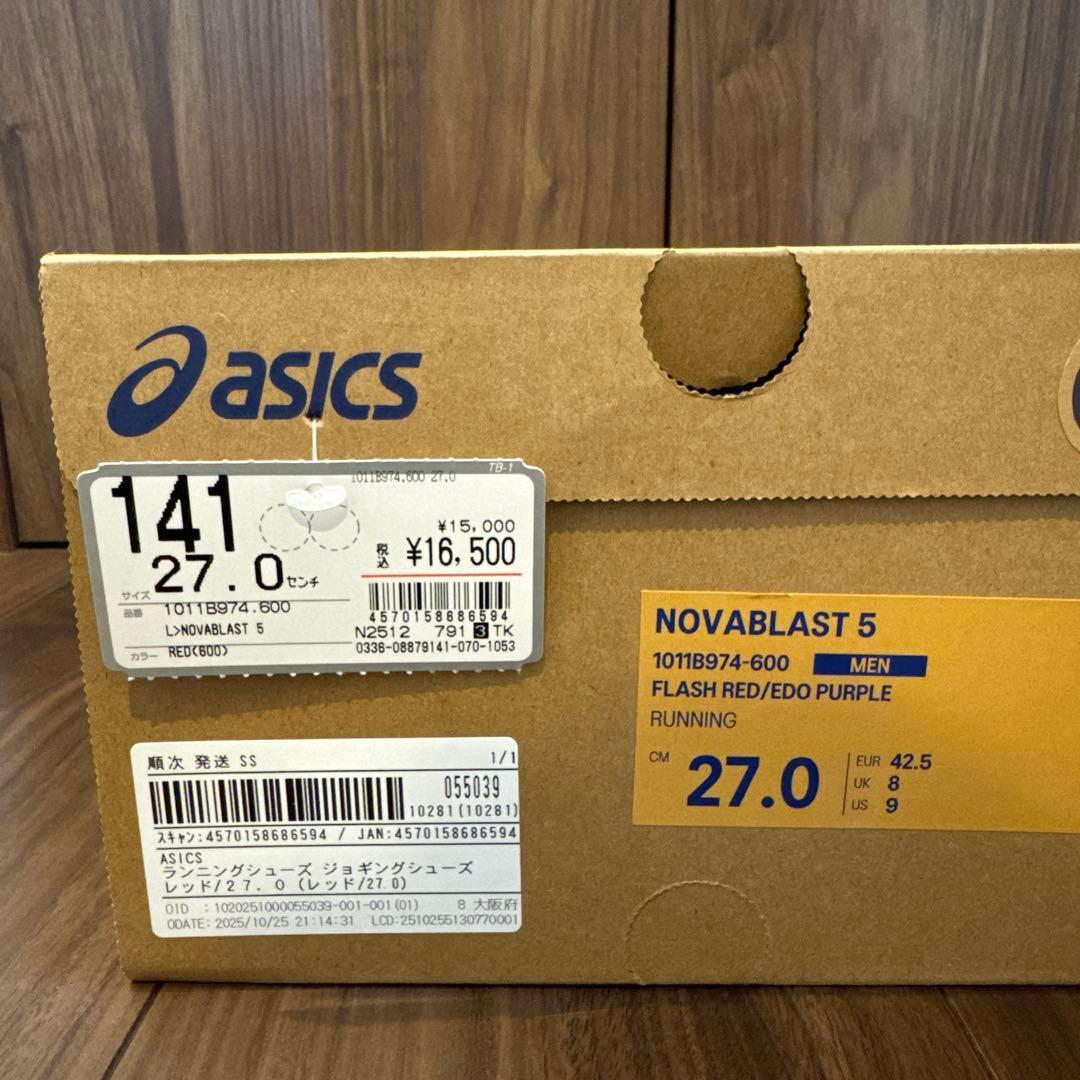 asics
TB-1
1011B974.600 27.0
141
¥15,000
税込 ¥16,500
サイズ 27.0センチ
4570158686594
品番 1011B974.600
L>NOVABLAST 5
N2512 791 3 TK
カラー RED(600)
0336-08879141-070-1053
NOVABLAST 5
1011B974-600 MEN
FLASH RED/EDO PURPLE
RUNNING
CM 27.0
EUR 42.5
UK 8
US 9
順次 発送 SS 1/1
055039
10281(10281)
スキャン:4570158686594 / JAN:4570158686594
ASICS
ランニングシューズ ジョギングシューズ
レッド/27.0 (レッド/27.0)
OID :1020251000055039-001-001(01) 8 大阪府
ODATE: 2025/10/25 21:14:31 LCD:2510255130770001